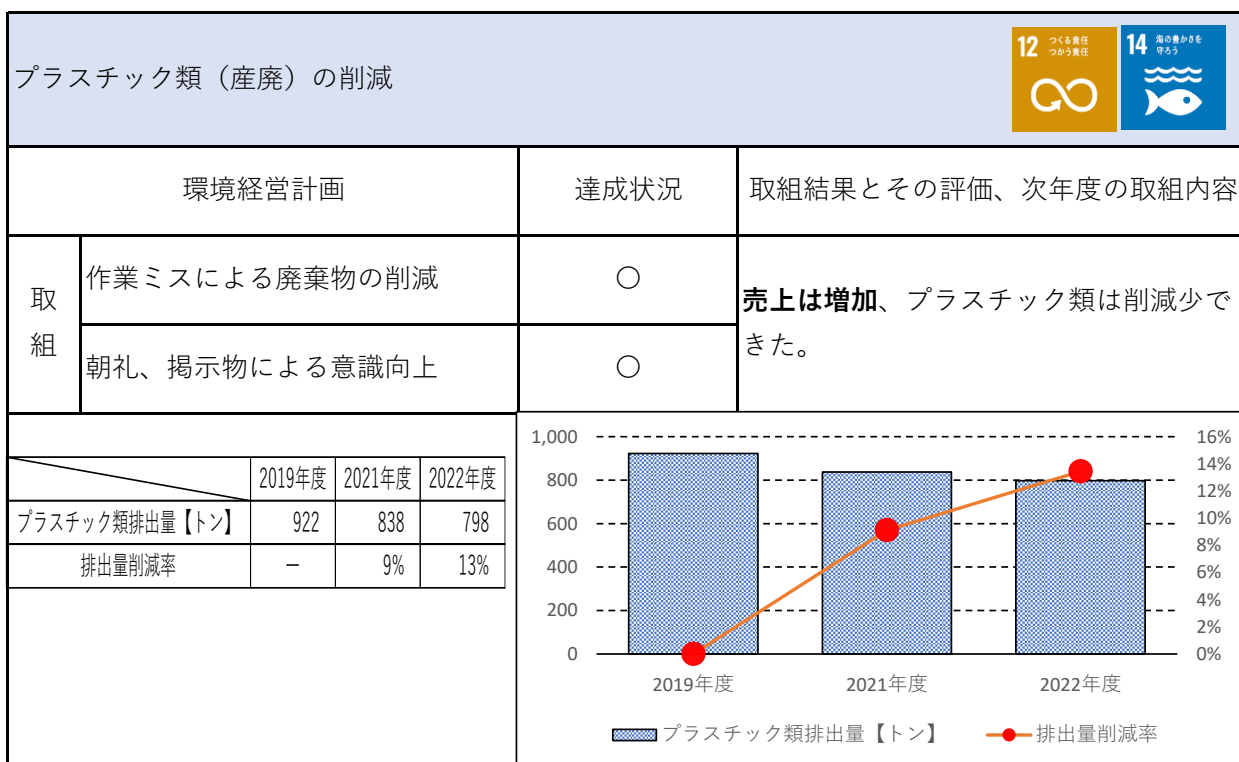 プラスチック類（産廃）の削減
12 つくる責任
つかう責任
14 海の豊かさを
守ろう
環境経営計画 達成状況 取組結果とその評価、次年度の取組内容
取
組
作業ミスによる廃棄物の削減 〇
朝礼、掲示物による意識向上 〇
売上は増加、プラスチック類は削減少で
きた。
2019年度 2021年度 2022年度
プラスチック類排出量【トン】 922 838 798
排出量削減率 － 9% 13%
1,000
800
600
400
200
0
16%
14%
12%
10%
8%
6%
4%
2%
0%
2019年度 2021年度 2022年度
プラスチック類排出量【トン】 排出量削減率